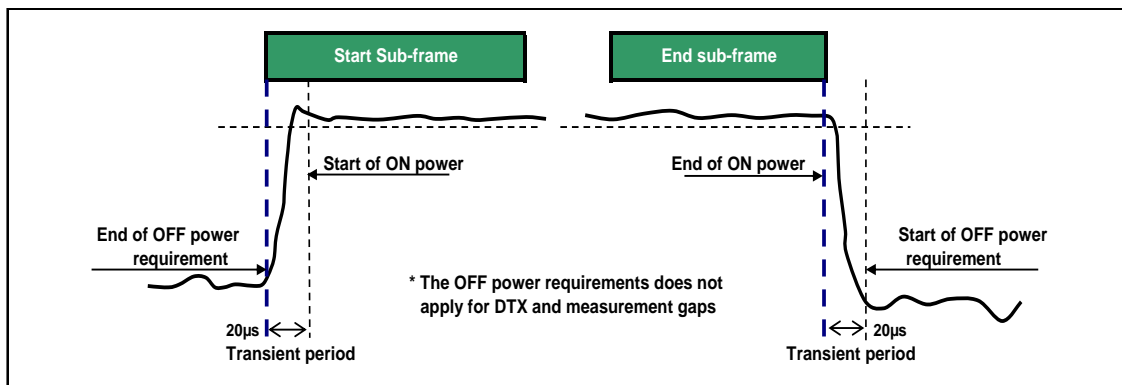 Start Sub-frame
End sub-frame
Start of ON power
End of ON power
End of OFF power
requirement
Start of OFF power
requirement
* The OFF power requirements does not
apply for DTX and measurement gaps
20µs
20µs
Transient period
Transient period